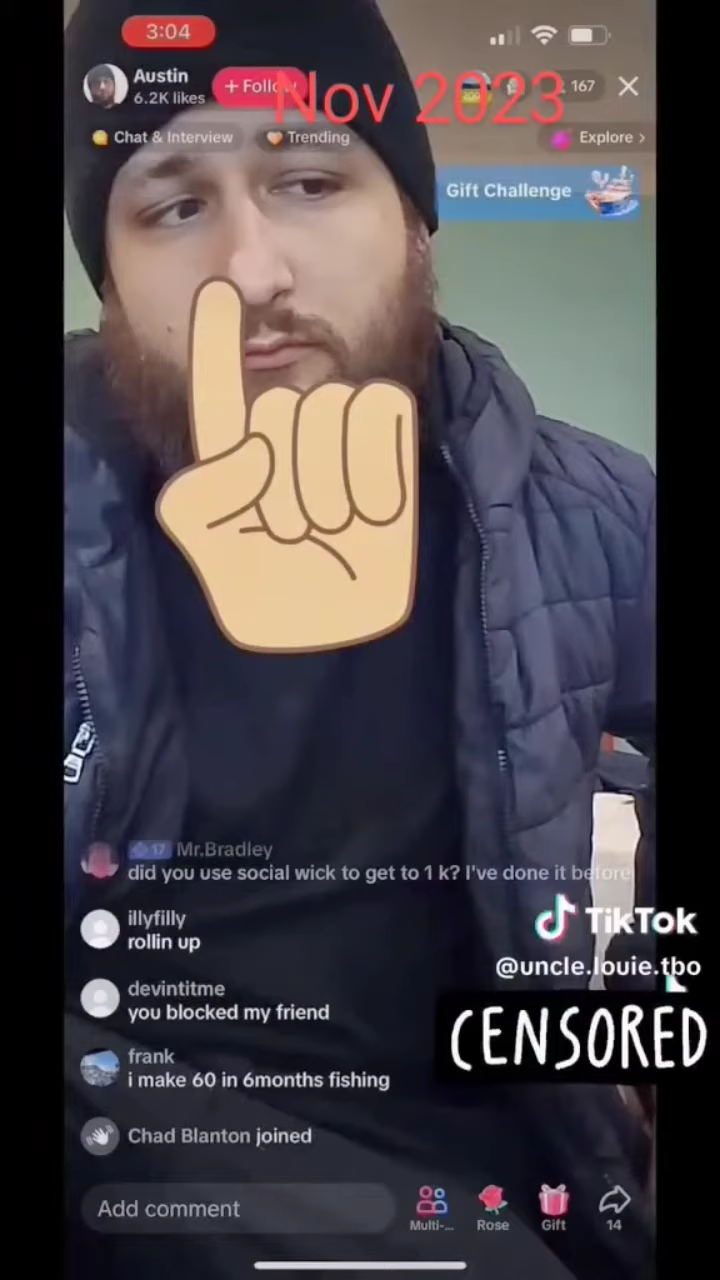 3:04
Austin
6.2K likes
+ Follow
Nov 2023
167
Chat & Interview
Trending
Explore >
Gift Challenge
17 Mr.Bradley
did you use social wick to get to 1 k? I've done it before
illyfilly
rollin up
TikTok
@uncle.louie.tbo
devintitme
you blocked my friend
CENSORED
frank
i make 60 in 6months fishing
Chad Blanton joined
Add comment
Multi-...
Rose
Gift
14